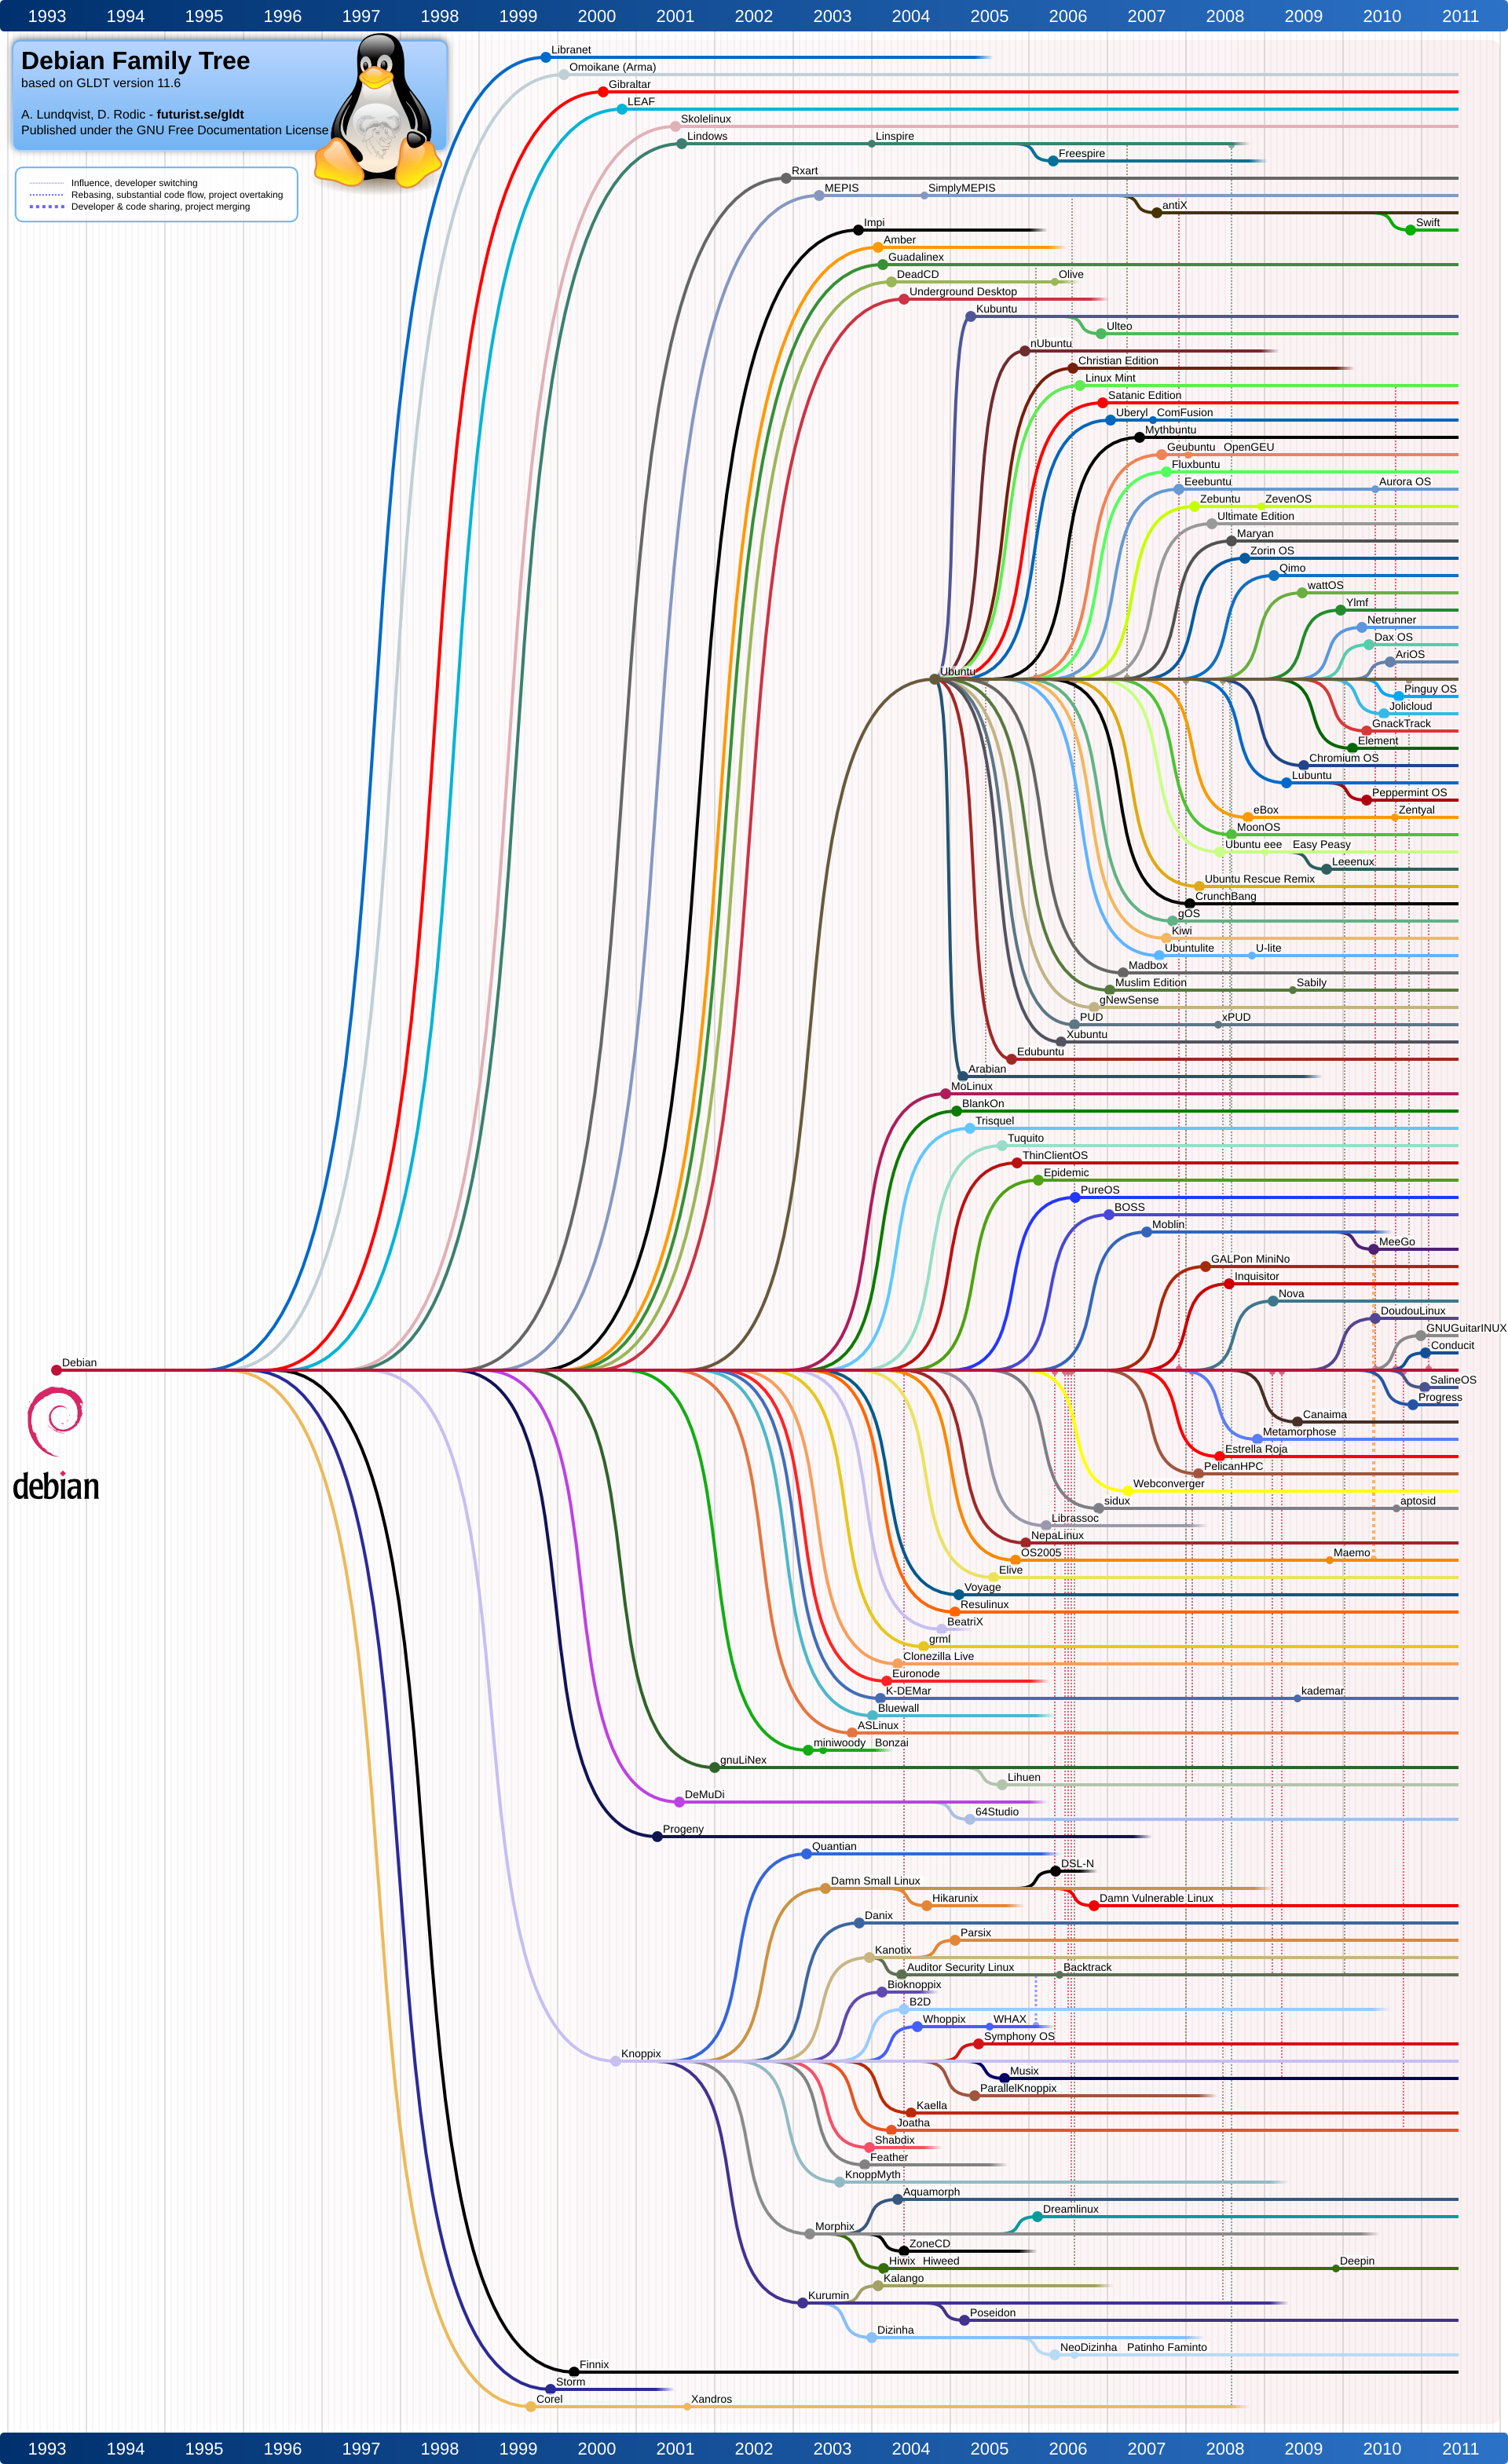 1993 1994 1995 1996 1997 1998 1999 2000 2001 2002 2003 2004 2005 2006 2007 2008 2009 2010 2011
Debian Family Tree
based on GLDT version 11.6
A. Lundqvist, D. Rodic - futurist.se/gldt
Published under the GNU Free Documentation License
Influence, developer switching
Rebasing, substantial code flow, project overtaking
Developer & code sharing, project merging
Libranet
Omoikane (Arma)
Gibraltar
LEAF
Skolelinux
Lindows Linspire
Freespire
Rxart
MEPIS SimplyMEPIS
antiX
Impi Swift
Amber
Guadalinex
DeadCD Olive
Underground Desktop
Kubuntu
Ulteo
nUbuntu
Christian Edition
Linux Mint
Satanic Edition
Uberyl ComFusion
Mythbuntu
Geubuntu OpenGEU
Fluxbuntu
Eeebuntu Aurora OS
Zebuntu ZevenOS
Ultimate Edition
Maryan
Zorin OS
Qimo
wattOS
Ylmf
Netrunner
Dax OS
AriOS
Ubuntu
Pinguy OS
Jolicloud
GnackTrack
Element
Chromium OS
Lubuntu
Peppermint OS
eBox Zentyal
MoonOS
Ubuntu eee Easy Peasy
Leeenux
Ubuntu Rescue Remix
CrunchBang
gOS
Kiwi
Ubuntulite U-lite
Madbox
Muslim Edition Sabily
gNewSense
PUD xPUD
Xubuntu
Edubuntu
Arabian
MoLinux
BlankOn
Trisquel
Tuquito
ThinClientOS
Epidemic
PureOS
BOSS
Moblin
MeeGo
GALPon MiniNo
Inquisitor
Nova
DoudouLinux
GNUGuitarINUX
Conducit
Debian
SalineOS
Progress
Canaima
Metamorphose
Estrella Roja
PelicanHPC
debian
Webconverger
sidux aptosid
Librassoc
NepaLinux
OS2005 Maemo
Elive
Voyage
Resulinux
BeatriX
grml
Clonezilla Live
Euronode
K-DEMar kademar
Bluewall
ASLinux
miniwoody Bonzai
gnuLiNex
Lihuen
DeMuDi
64Studio
Progeny
Quantian
DSL-N
Damn Small Linux
Hikarunix Damn Vulnerable Linux
Danix
Parsix
Kanotix
Auditor Security Linux Backtrack
Bioknoppix
B2D
Whoppix WHAX
Symphony OS
Knoppix
Musix
ParallelKnoppix
Kaella
Joatha
Shabdix
Feather
KnoppMyth
Aquamorph
Dreamlinux
Morphix
ZoneCD
Hiwix Hiweed Deepin
Kalango
Kurumin
Poseidon
Dizinha
NeoDizinha Patinho Faminto
Finnix
Storm
Corel Xandros
1993 1994 1995 1996 1997 1998 1999 2000 2001 2002 2003 2004 2005 2006 2007 2008 2009 2010 2011